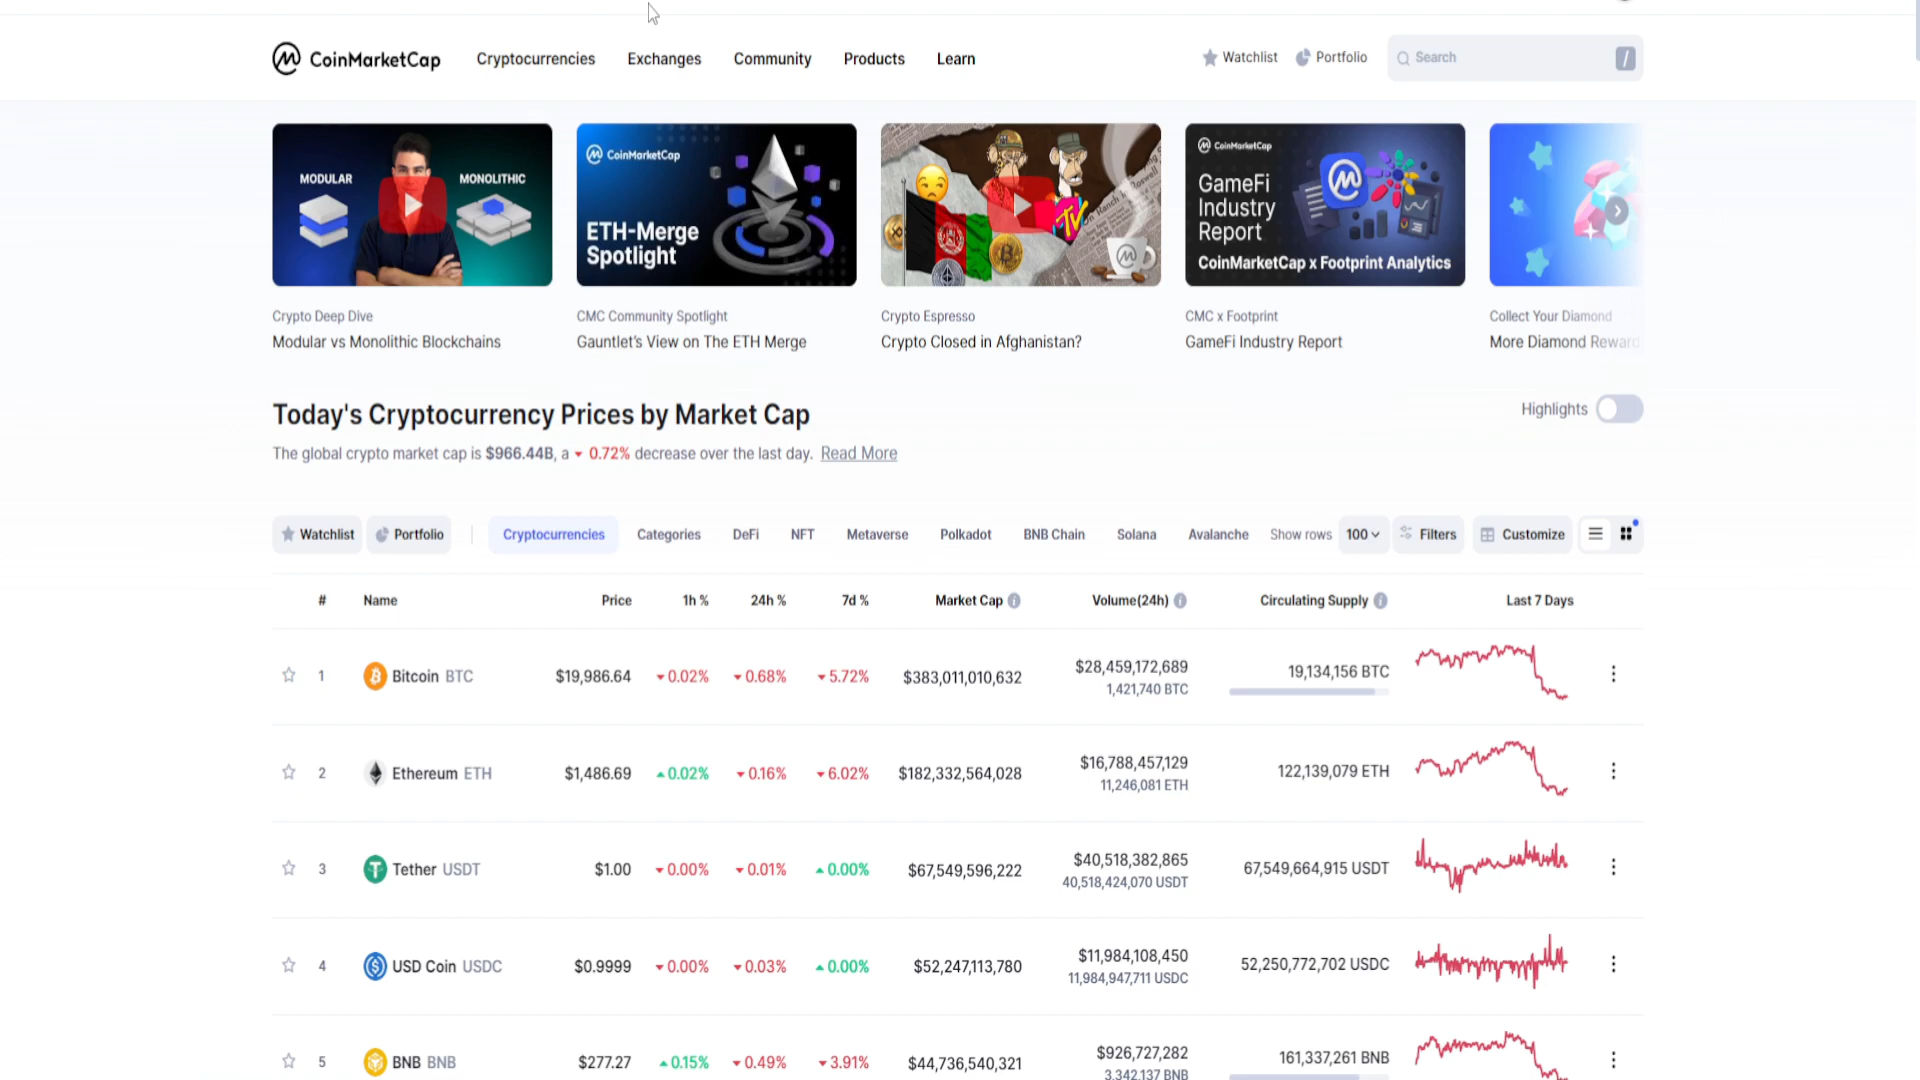 CoinMarketCap Cryptocurrencies Exchanges Community Products Learn Watchlist Portfolio Search /
MODULAR MONOLITHIC
CoinMarketCap
ETH-Merge
Spotlight
MTV
Ranch
Roswell
CoinMarketCap
GameFi
Industry
Report
CoinMarketCap x Footprint Analytics
Crypto Deep Dive
Modular vs Monolithic Blockchains
CMC Community Spotlight
Gauntlet's View on The ETH Merge
Crypto Espresso
Crypto Closed in Afghanistan?
CMC x Footprint
GameFi Industry Report
Collect Your Diamond
More Diamond Reward
Today's Cryptocurrency Prices by Market Cap
Highlights
The global crypto market cap is $966.44B, a 0.72% decrease over the last day. Read More
Watchlist Portfolio Cryptocurrencies Categories DeFi NFT Metaverse Polkadot BNB Chain Solana Avalanche Show rows 100 Filters Customize
# Name Price 1h % 24h % 7d % Market Cap Volume(24h) Circulating Supply Last 7 Days
1 Bitcoin BTC $19,986.64 0.02% 0.68% 5.72% $383,011,010,632 $28,459,172,689 19,134,156 BTC
1,421,740 BTC
2 Ethereum ETH $1,486.69 0.02% 0.16% 6.02% $182,332,564,028 $16,788,457,129 122,139,079 ETH
11,246,081 ETH
3 Tether USDT $1.00 0.00% 0.01% 0.00% $67,549,596,222 $40,518,382,865 67,549,664,915 USDT
40,518,424,070 USDT
4 USD Coin USDC $0.9999 0.00% 0.03% 0.00% $52,247,113,780 $11,984,108,450 52,250,772,702 USDC
11,984,947,711 USDC
5 BNB BNB $277.27 0.15% 0.49% 3.91% $44,736,540,321 $926,727,282 161,337,261 BNB
3,342,137 BNB